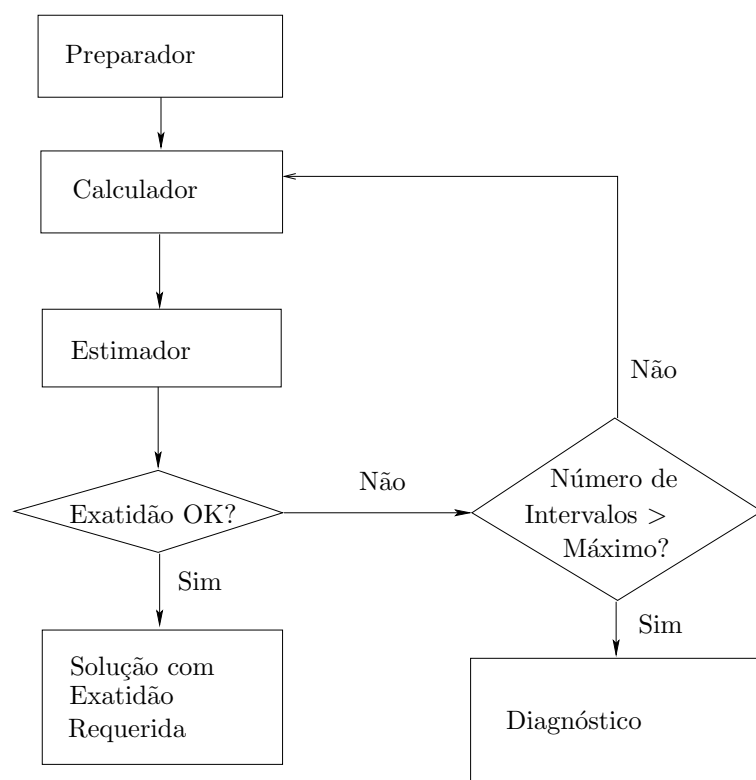 Preparador
Calculador
Estimador
Não
Exatidão OK?
Não
Número de
Intervalos >
Máximo?
Sim
Sim
Solução com
Exatidão
Requerida
Diagnóstico